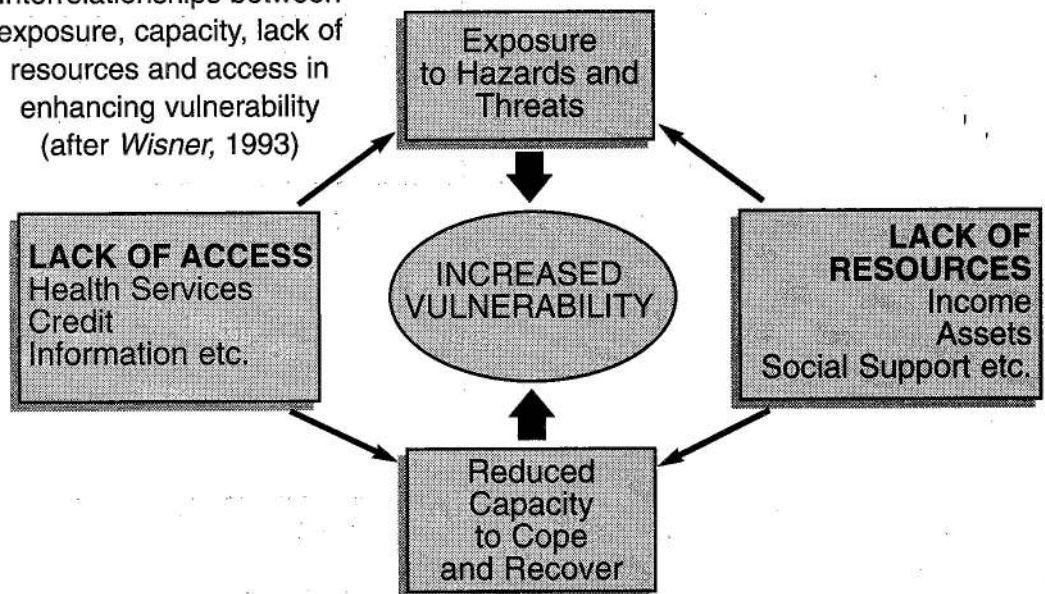 interrelationships between
exposure, capacity, lack of
resources and access in
enhancing vulnerability
(after Wisner, 1993)
Exposure
to Hazards and
Threats
LACK OF ACCESS
Health Services
Credit
Information etc.
INCREASED
VULNERABILITY
LACK OF
RESOURCES
Income
Assets
Social Support etc.
Reduced
Capacity
to Cope
and Recover